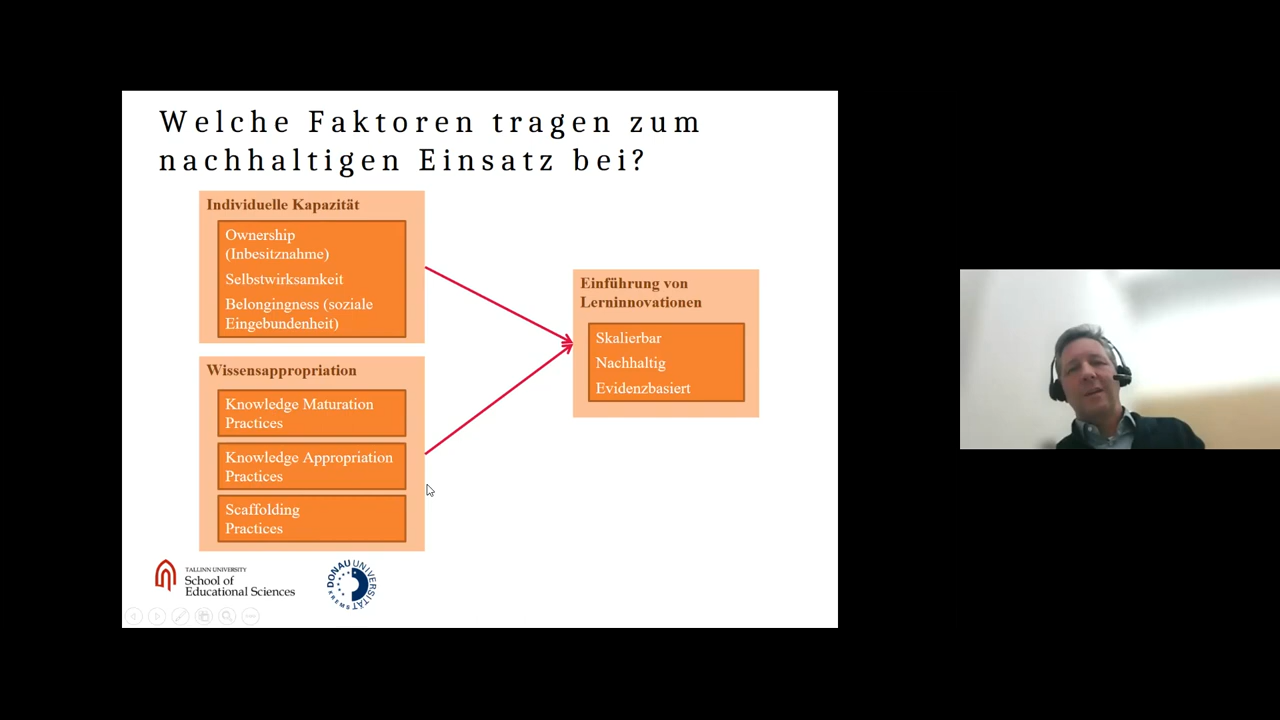 Welche Faktoren tragen zum
nachhaltigen Einsatz bei?
Individuelle Kapazität
Ownership
(Inbesitznahme)
Selbstwirksamkeit
Belongingness (soziale
Eingebundenheit)
Wissensappropriation
Knowledge Maturation
Practices
Knowledge Appropriation
Practices
Scaffolding
Practices
Einführung von
Lerninnovationen
Skalierbar
Nachhaltig
Evidenzbasiert
TALLINN UNIVERSITY
School of
Educational Sciences
DONAU UNIVERSITÄT
KREMS